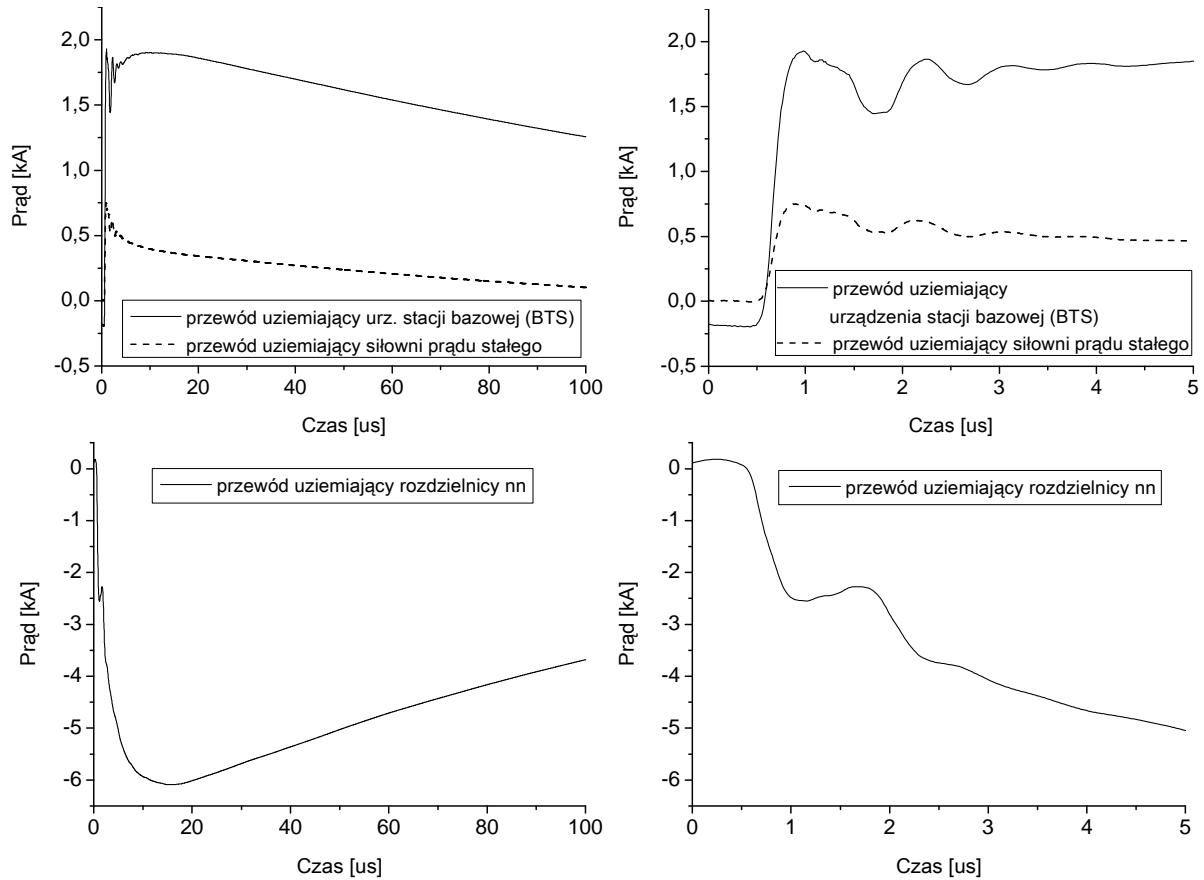 2,0
1,5
1,0
0,5
0,0
0,5
Prąd [kA]
przewód uziemiający urz. stacji bazowej (BTS)
przewód uziemiający siłowni prądu stałego
0 20 40 60 80 100
Czas [us]
2,0
1,5
1,0
0,5
0,0
0,5
Prąd [kA]
przewód uziemiający
urządzenia stacji bazowej (BTS)
przewód uziemiający siłowni prądu stałego
0 1 2 3 4 5
Czas [us]
0
-1
-2
-3
-4
-5
-6
Prąd [kA]
przewód uziemiający rozdzielnicy nn
0 20 40 60 80 100
Czas [us]
0
-1
-2
-3
-4
-5
-6
Prąd [kA]
przewód uziemiający rozdzielnicy nn
0 1 2 3 4 5
Czas [us]